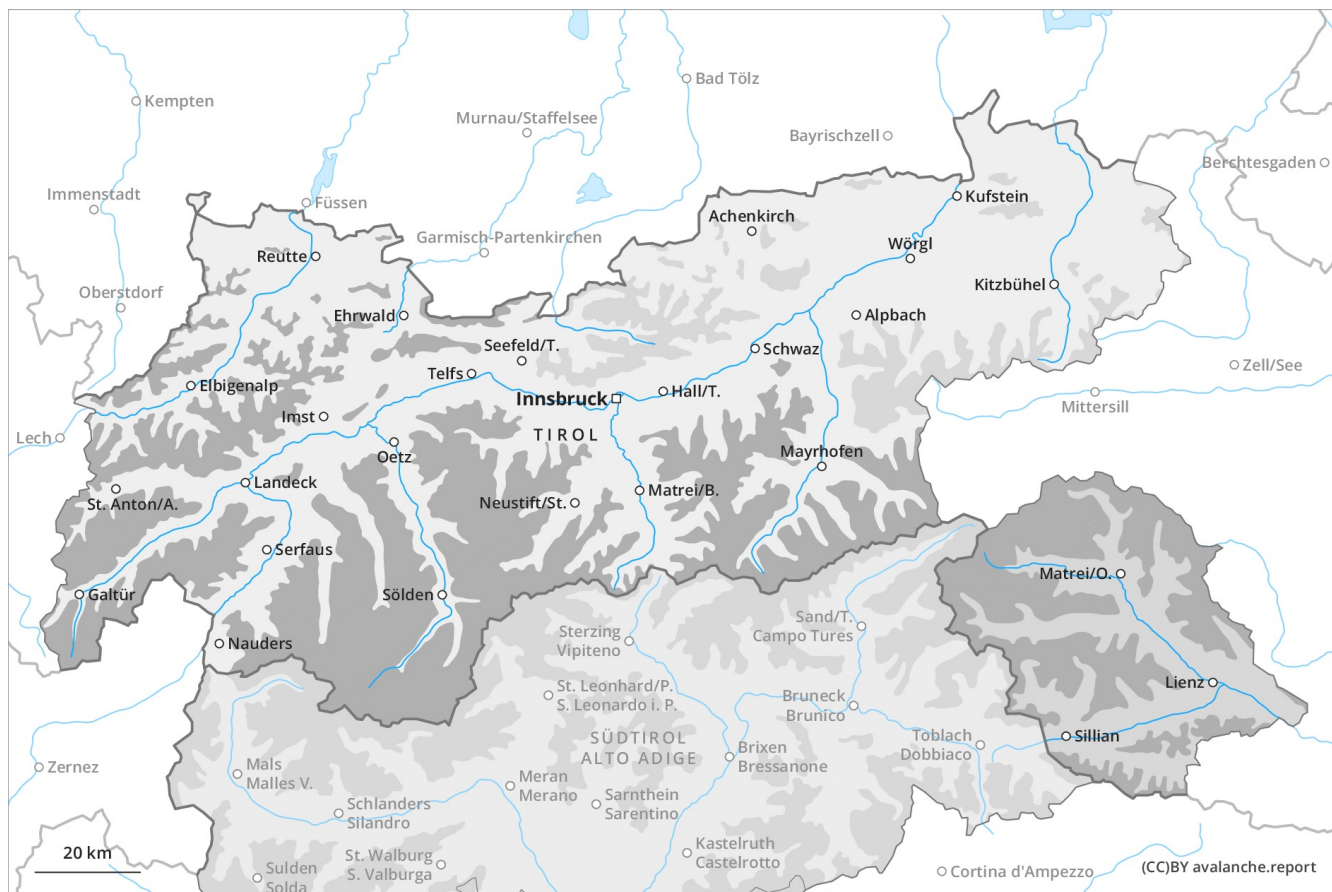 Kempten
Bad Tölz
Murnau/Staffelsee
Bayrischzell
Berchtesgaden
Immenstadt
Füssen
Kufstein
Achenkirch
Garmisch-Partenkirchen
Wörgl
Reutte
Oberstdorf
Kitzbühel
Ehrwald
Alpbach
Seefeld/T.
Schwaz
Zell/See
Telfs
Elbigenalp
Hall/T.
Innsbruck
Mittersill
Imst
Lech
TIROL
Oetz
Mayrhofen
Landeck
Matrei/B.
St. Anton/A.
Neustift/St.
Serfaus
Matrei/O.
Galtür
Sölden
Sand/T.
Campo Tures
Sterzing
Vipiteno
Nauders
Lienz
St. Leonhard/P.
S. Leonardo i. P.
Bruneck
Brunico
Sillian
SÜDTIROL
ALTO ADIGE
Toblach
Dobbiaco
Brixen
Bressanone
Zernez
Mals
Malles V.
Meran
Merano
Schlanders
Silandro
Sarnthein
Sarentino
Kastelruth
Castelrotto
20 km
St. Walburg
S. Valburga
Sulden
Solda
Cortina d'Ampezzo
(CC)BY avalanche.report